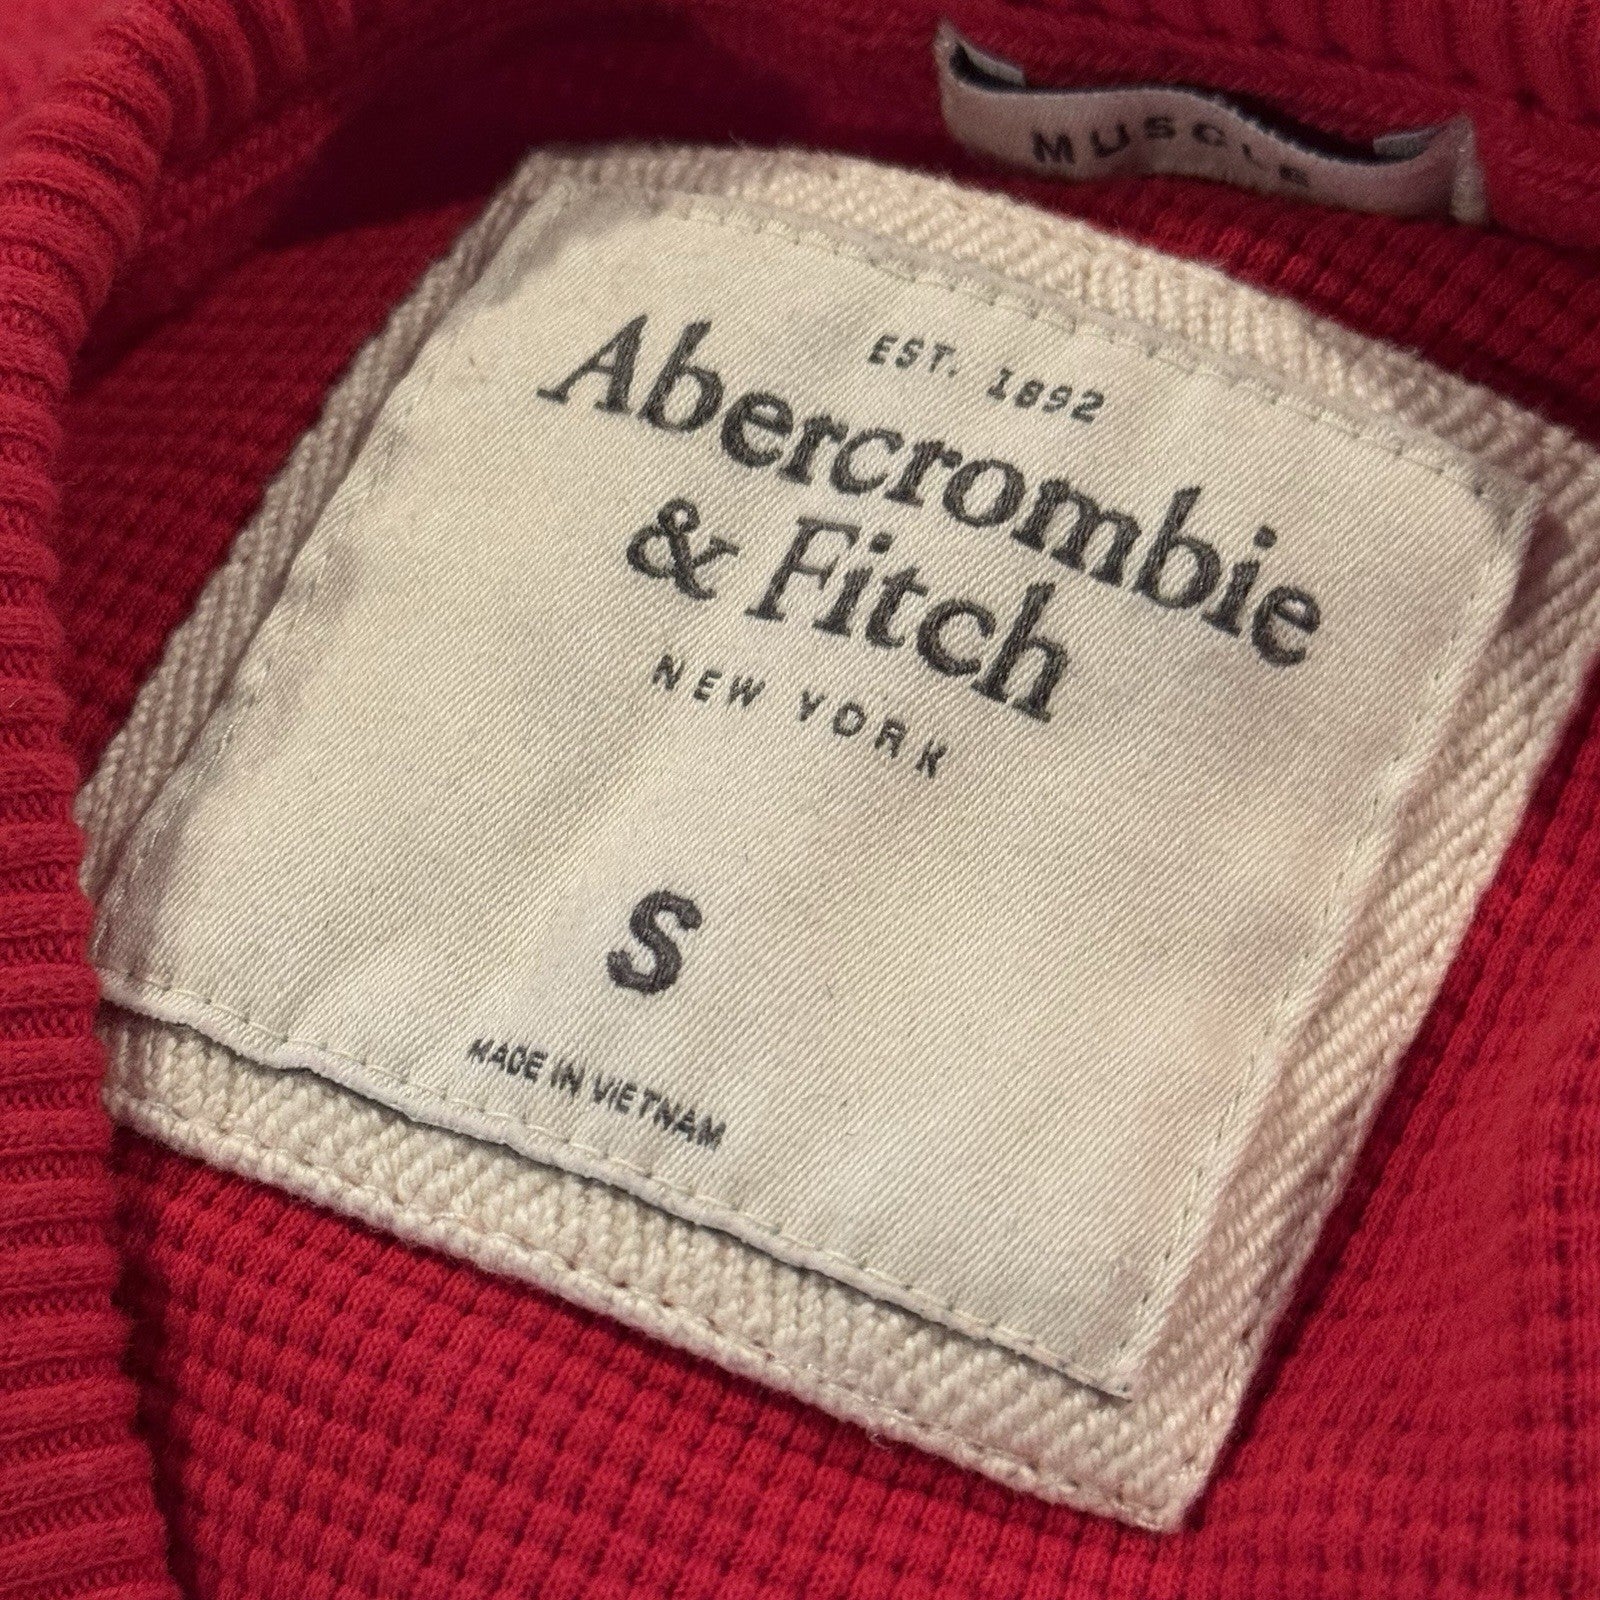 MUSCLE
EST. 1892
Abercrombie
& Fitch
NEW YORK
S
MADE IN VIETNAM